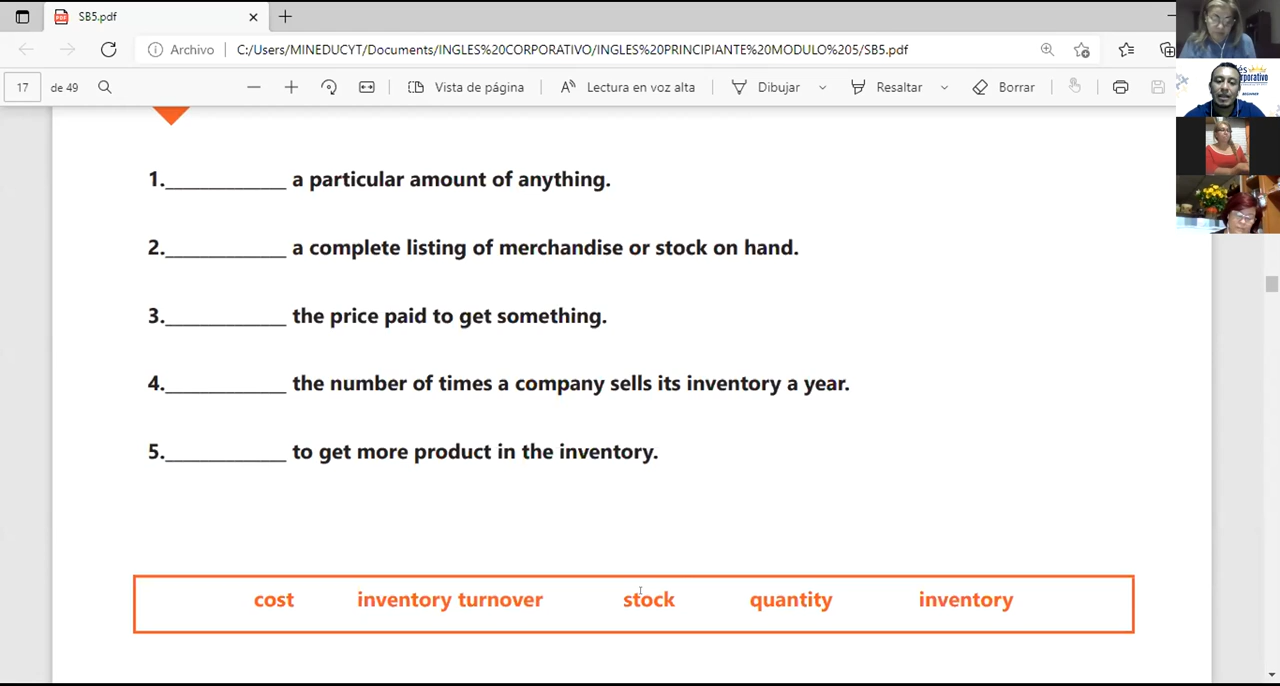 SB5.pdf
Archivo C:/Users/MINEDUCYT/Documents/INGLES%20CORPORATIVO/INGLES%20PRINCIPIANTE%20MODULO%205/SB5.pdf
17 de 49 Vista de página Lectura en voz alta Dibujar Resaltar Borrar
1.____________ a particular amount of anything.
2.____________ a complete listing of merchandise or stock on hand.
3.____________ the price paid to get something.
4.____________ the number of times a company sells its inventory a year.
5.____________ to get more product in the inventory.
cost inventory turnover stock quantity inventory